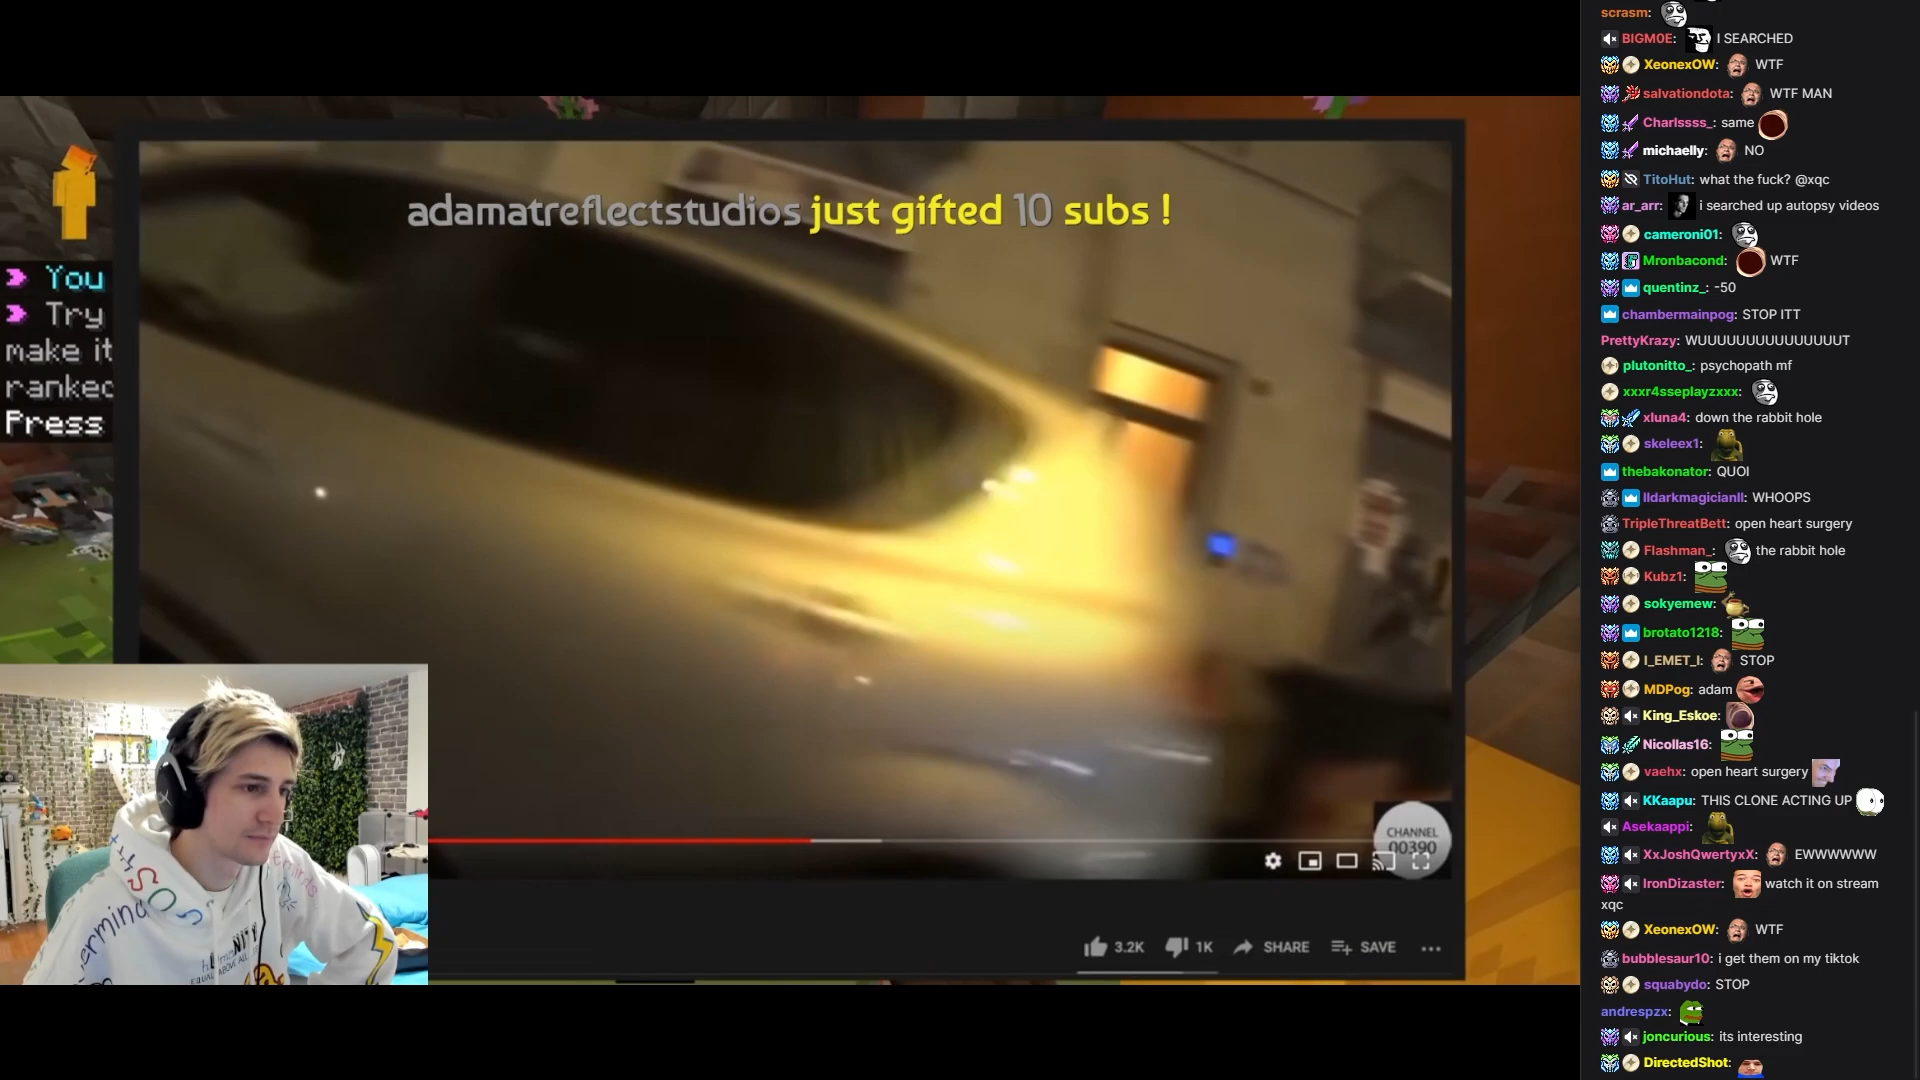 adamatreflectstudios just gifted 10 subs !
You
Try
make it
ranked
Press
CHANNEL
00390
3.2K
1K
SHARE
SAVE
scrasm:
BIGM0E: I SEARCHED
XeonexOW: WTF
salvationdota: WTF MAN
Charlssss_: same
michaelly: NO
TitoHut: what the fuck? @xqc
ar_arr: i searched up autopsy videos
cameroni01:
Mronbacond: WTF
quentinz_: -50
chambermainpog: STOP ITT
PrettyKrazy: WUUUUUUUUUUUUUUUT
plutonitto_: psychopath mf
xxxr4sseplayzxxx:
xluna4: down the rabbit hole
skeleex1:
thebakonator: QUOI
lldarkmagicianll: WHOOPS
TripleThreatBett: open heart surgery
Flashman_: the rabbit hole
Kubz1:
sokyemew:
brotato1218:
I_EMET_I: STOP
MDPog: adam
King_Eskoe:
Nicollas16:
vaehx: open heart surgery
KKaapu: THIS CLONE ACTING UP
Asekaappi:
XxJoshQwertyxX: EWWWWWW
IronDizaster: watch it on stream
xqc
XeonexOW: WTF
bubblesaur10: i get them on my tiktok
squabydo: STOP
andrespzx:
joncurious: its interesting
DirectedShot: